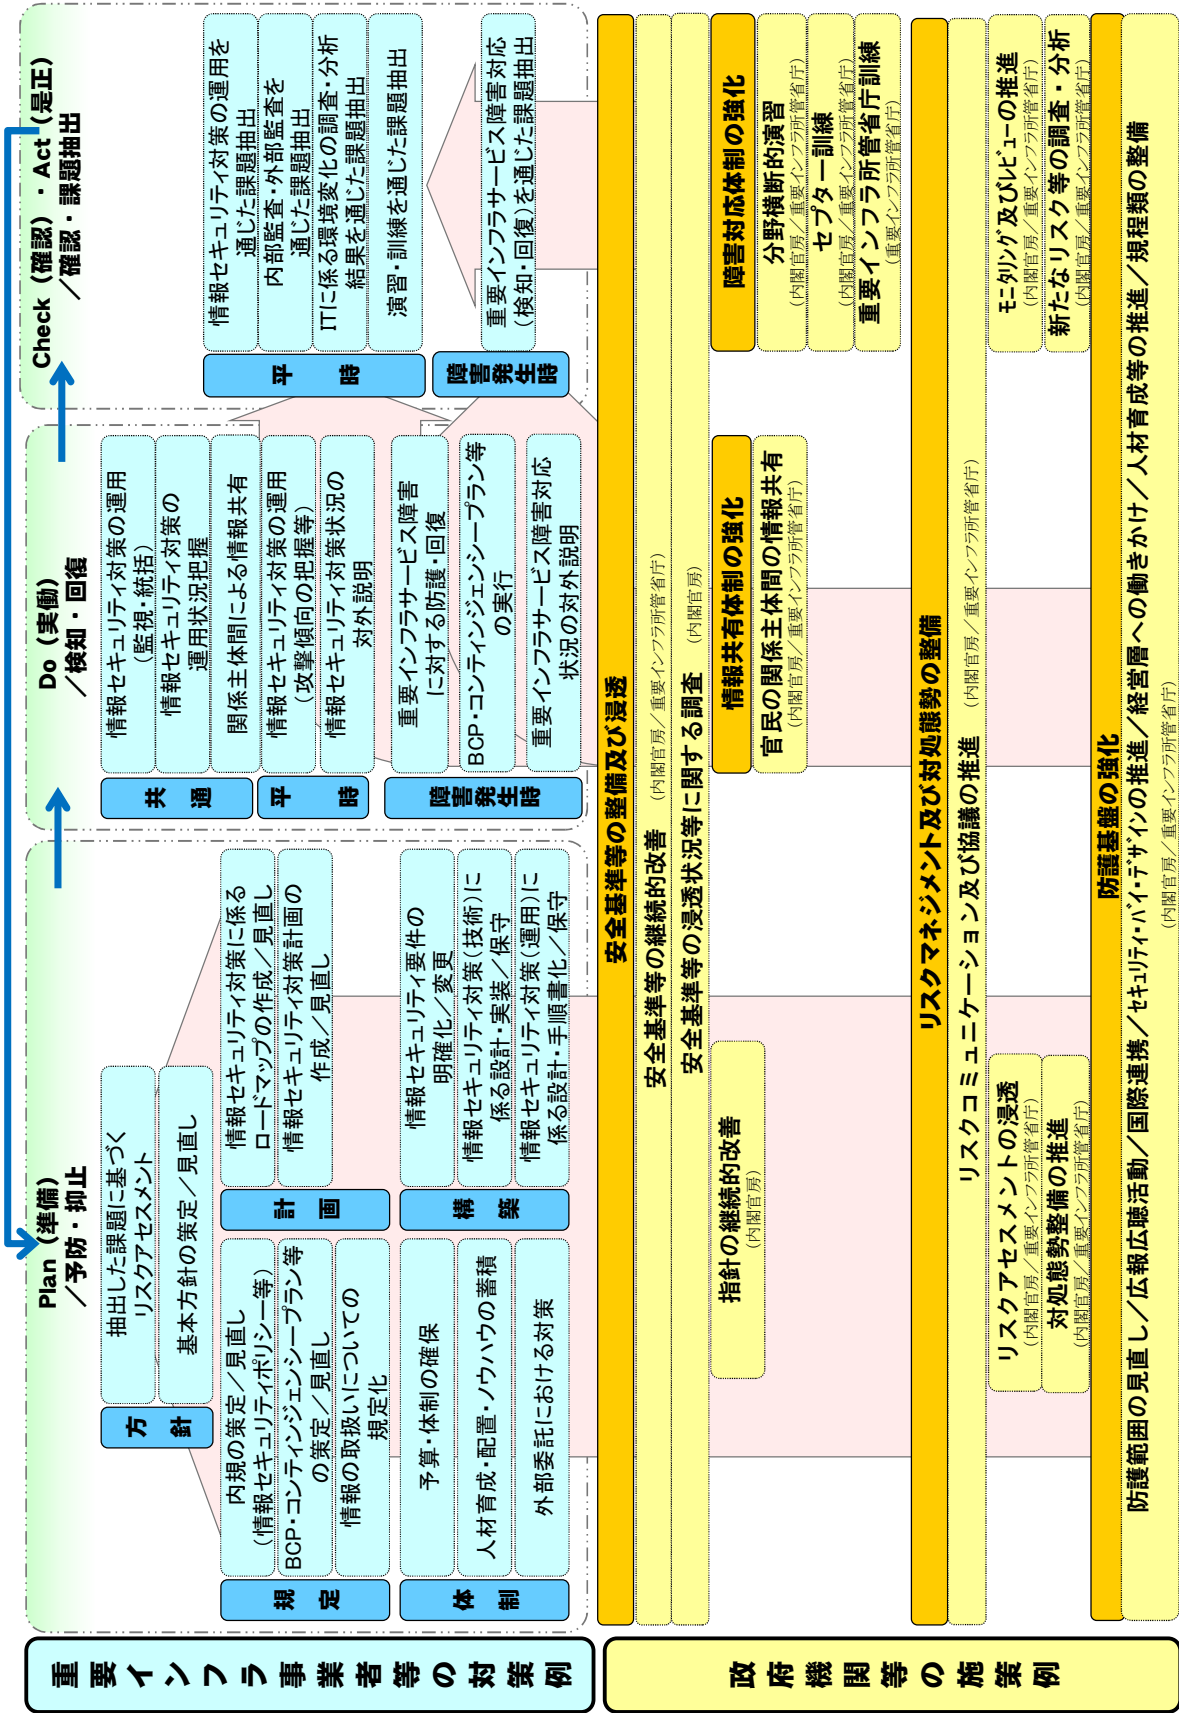 重要インフラ事業者等の対策例
Plan（準備）
／予防・抑止
方針
抽出した課題に基づく
リスクアセスメント
基本方針の策定／見直し
規定
内規の策定／見直し
（情報セキュリティポリシー等）
BCP・コンティンジェンシープラン等
の策定／見直し
情報の取扱いについての
規定化
計画
情報セキュリティ対策に係る
ロードマップの作成／見直し
情報セキュリティ対策計画の
作成／見直し
体制
予算・体制の確保
人材育成・配置・ノウハウの蓄積
外部委託における対策
構築
情報セキュリティ要件の
明確化／変更
情報セキュリティ対策（技術）に
係る設計・実装／保守
情報セキュリティ対策（運用）に
係る設計・手順書化／保守
Do（実働）
／検知・回復
共通
情報セキュリティ対策の運用
（監視・統括）
情報セキュリティ対策の
運用状況把握
関係主体間による情報共有
平時
情報セキュリティ対策の運用
（攻撃傾向の把握等）
情報セキュリティ対策状況の
対外説明
障害発生時
重要インフラサービス障害
に対する防護・回復
BCP・コンティンジェンシープラン等
の実行
重要インフラサービス障害対応
状況の対外説明
Check（確認）・Act（是正）
／確認・課題抽出
平時
情報セキュリティ対策の運用を
通じた課題抽出
内部監査・外部監査を
通じた課題抽出
ITに係る環境変化の調査・分析
結果を通じた課題抽出
演習・訓練を通じた課題抽出
障害発生時
重要インフラサービス障害対応
（検知・回復）を通じた課題抽出
政府機関等の施策例
安全基準等の整備及び浸透
安全基準等の継続的改善 （内閣官房／重要インフラ所管省庁）
安全基準等の浸透状況等に関する調査 （内閣官房）
指針の継続的改善
（内閣官房）
情報共有体制の強化
官民の関係主体間の情報共有
（内閣官房／重要インフラ所管省庁）
障害対応体制の強化
分野横断的演習
（内閣官房／重要インフラ所管省庁）
セプター訓練
（内閣官房／重要インフラ所管省庁）
重要インフラ所管省庁訓練
（重要インフラ所管省庁）
リスクマネジメント及び対処態勢の整備
リスクコミュニケーション及び協議の推進 （内閣官房／重要インフラ所管省庁）
リスクアセスメントの浸透
（内閣官房／重要インフラ所管省庁）
対処態勢整備の推進
（内閣官房／重要インフラ所管省庁）
モニタリング及びレビューの推進
（内閣官房／重要インフラ所管省庁）
新たなリスク等の調査・分析
（内閣官房／重要インフラ所管省庁）
防護基盤の強化
防護範囲の見直し／広報広聴活動／国際連携／セキュリティ・バイ・デザインの推進／経営層への働きかけ／人材育成等の推進／規程類の整備
（内閣官房／重要インフラ所管省庁）